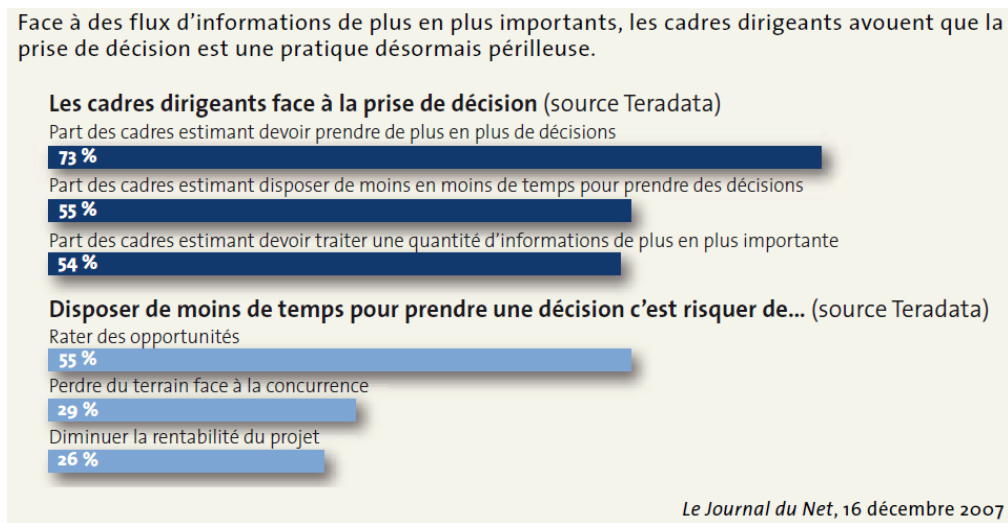 Face à des flux d’informations de plus en plus importants, les cadres dirigeants avouent que la
prise de décision est une pratique désormais périlleuse.
Les cadres dirigeants face à la prise de décision (source Teradata)
Part des cadres estimant devoir prendre de plus en plus de décisions
73 %
Part des cadres estimant disposer de moins en moins de temps pour prendre des décisions
55 %
Part des cadres estimant devoir traiter une quantité d’informations de plus en plus importante
54 %
Disposer de moins de temps pour prendre une décision c’est risquer de... (source Teradata)
Rater des opportunités
55 %
Perdre du terrain face à la concurrence
29 %
Diminuer la rentabilité du projet
26 %
Le Journal du Net, 16 décembre 2007